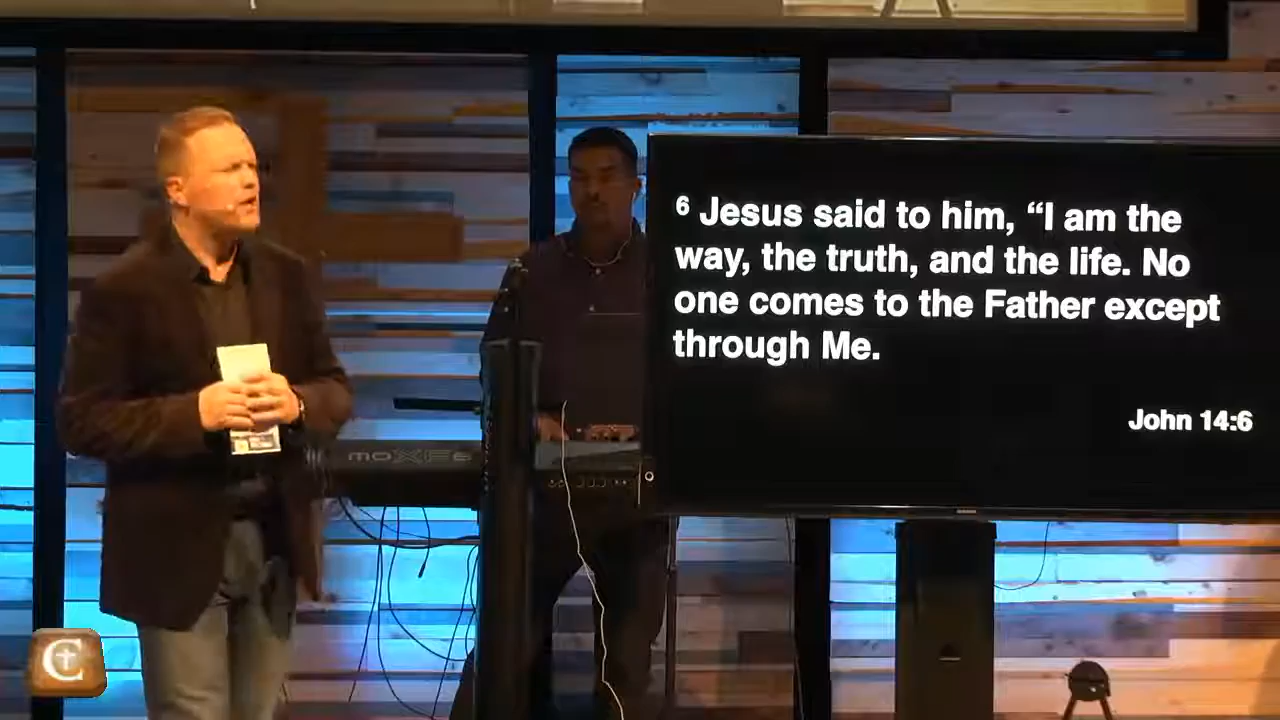 6 Jesus said to him, “I am the
way, the truth, and the life. No
one comes to the Father except
through Me.
John 14:6
MOXF6
C